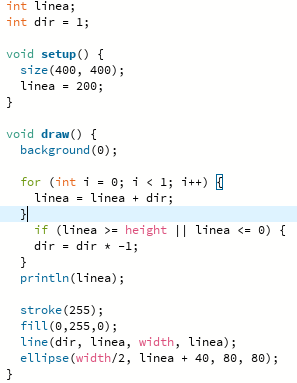 int linea;
int dir = 1;

void setup() {
  size(400, 400);
  linea = 200;
}

void draw() {
  background(0);

  for (int i = 0; i < 1; i++) {
    linea = linea + dir;
  }
    if (linea >= height || linea <= 0) {
    dir = dir * -1;
  }
  println(linea);

  stroke(255);
  fill(0,255,0);
  line(dir, linea, width, linea);
  ellipse(width/2, linea + 40, 80, 80);
}